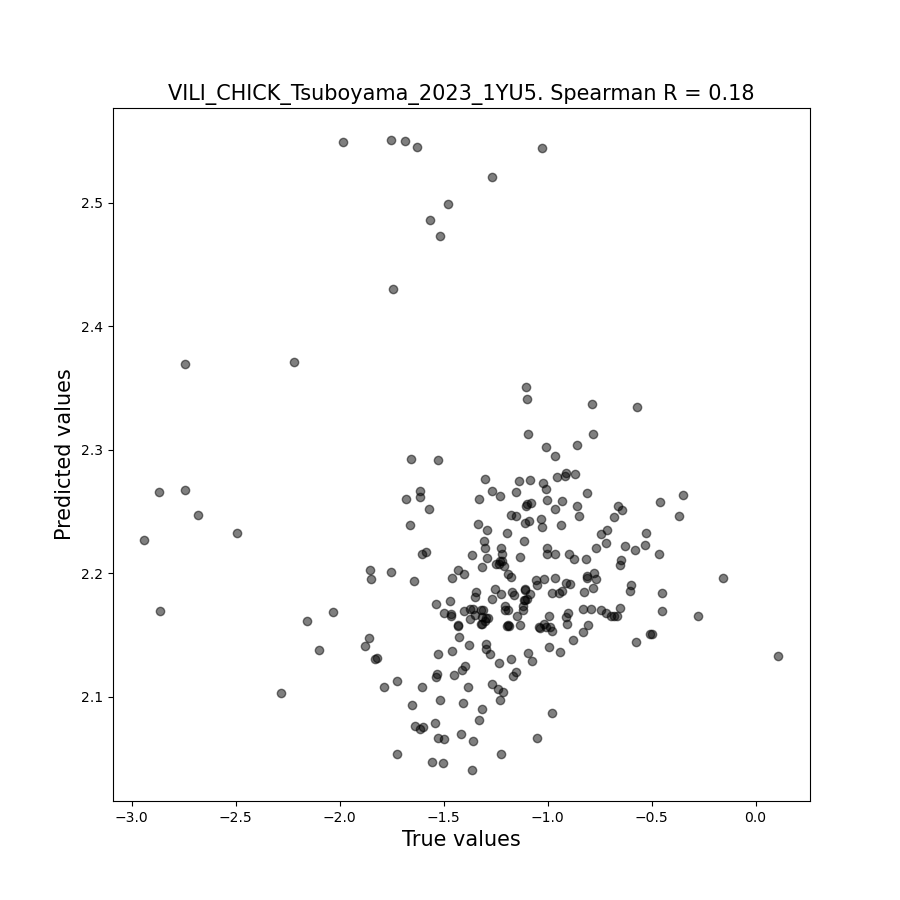 VILI_CHICK_Tsuboyama_2023_1YU5. Spearman R = 0.18
Predicted values
2.5
2.4
2.3
2.2
2.1
−3.0 −2.5 −2.0 −1.5 −1.0 −0.5 0.0
True values